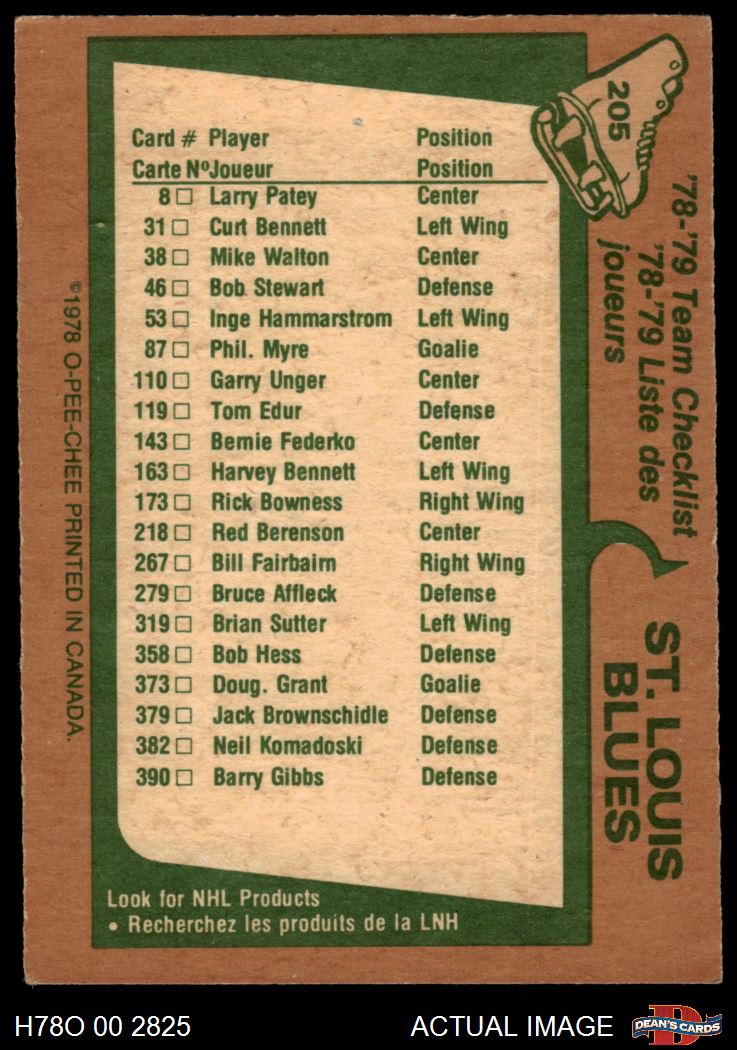 Card # Player Position
Carte Nº Joueur Position
8 □ Larry Patey Center
31 □ Curt Bennett Left Wing
38 □ Mike Walton Center
46 □ Bob Stewart Defense
53 □ Inge Hammarstrom Left Wing
87 □ Phil. Myre Goalie
110 □ Garry Unger Center
119 □ Tom Edur Defense
143 □ Bernie Federko Center
163 □ Harvey Bennett Left Wing
173 □ Rick Bowness Right Wing
218 □ Red Berenson Center
267 □ Bill Fairbairn Right Wing
279 □ Bruce Affleck Defense
319 □ Brian Sutter Left Wing
358 □ Bob Hess Defense
373 □ Doug. Grant Goalie
379 □ Jack Brownschidle Defense
382 □ Neil Komadoski Defense
390 □ Barry Gibbs Defense
Look for NHL Products
• Recherchez les produits de la LNH
205
'78-'79 Team Checklist
'78-'79 Liste des
joueurs
ST. LOUIS
BLUES
©1978 O-PEE-CHEE PRINTED IN CANADA.
H78O 00 2825
ACTUAL IMAGE
D
DEAN'S CARDS